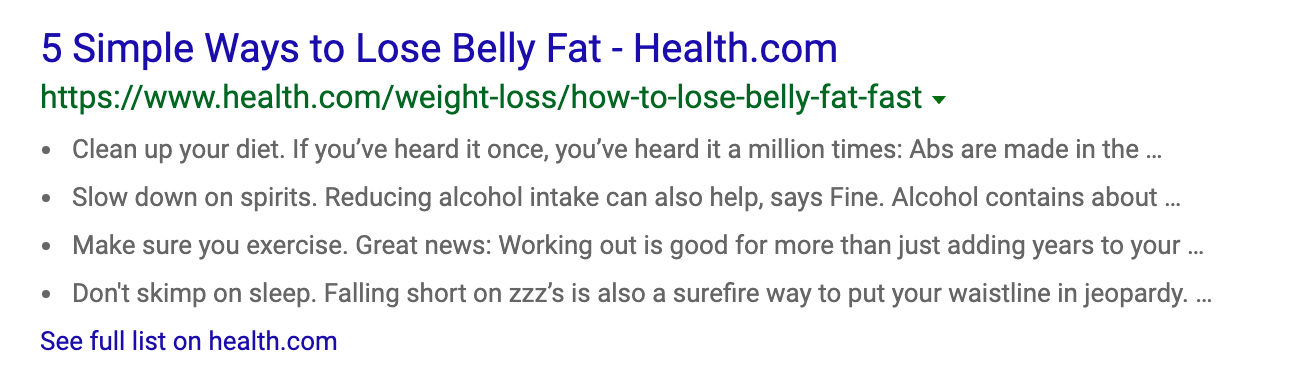 5 Simple Ways to Lose Belly Fat - Health.com
https://www.health.com/weight-loss/how-to-lose-belly-fat-fast
• Clean up your diet. If you’ve heard it once, you’ve heard it a million times: Abs are made in the ...
• Slow down on spirits. Reducing alcohol intake can also help, says Fine. Alcohol contains about ...
• Make sure you exercise. Great news: Working out is good for more than just adding years to your ...
• Don't skimp on sleep. Falling short on zzz’s is also a surefire way to put your waistline in jeopardy. ...
See full list on health.com